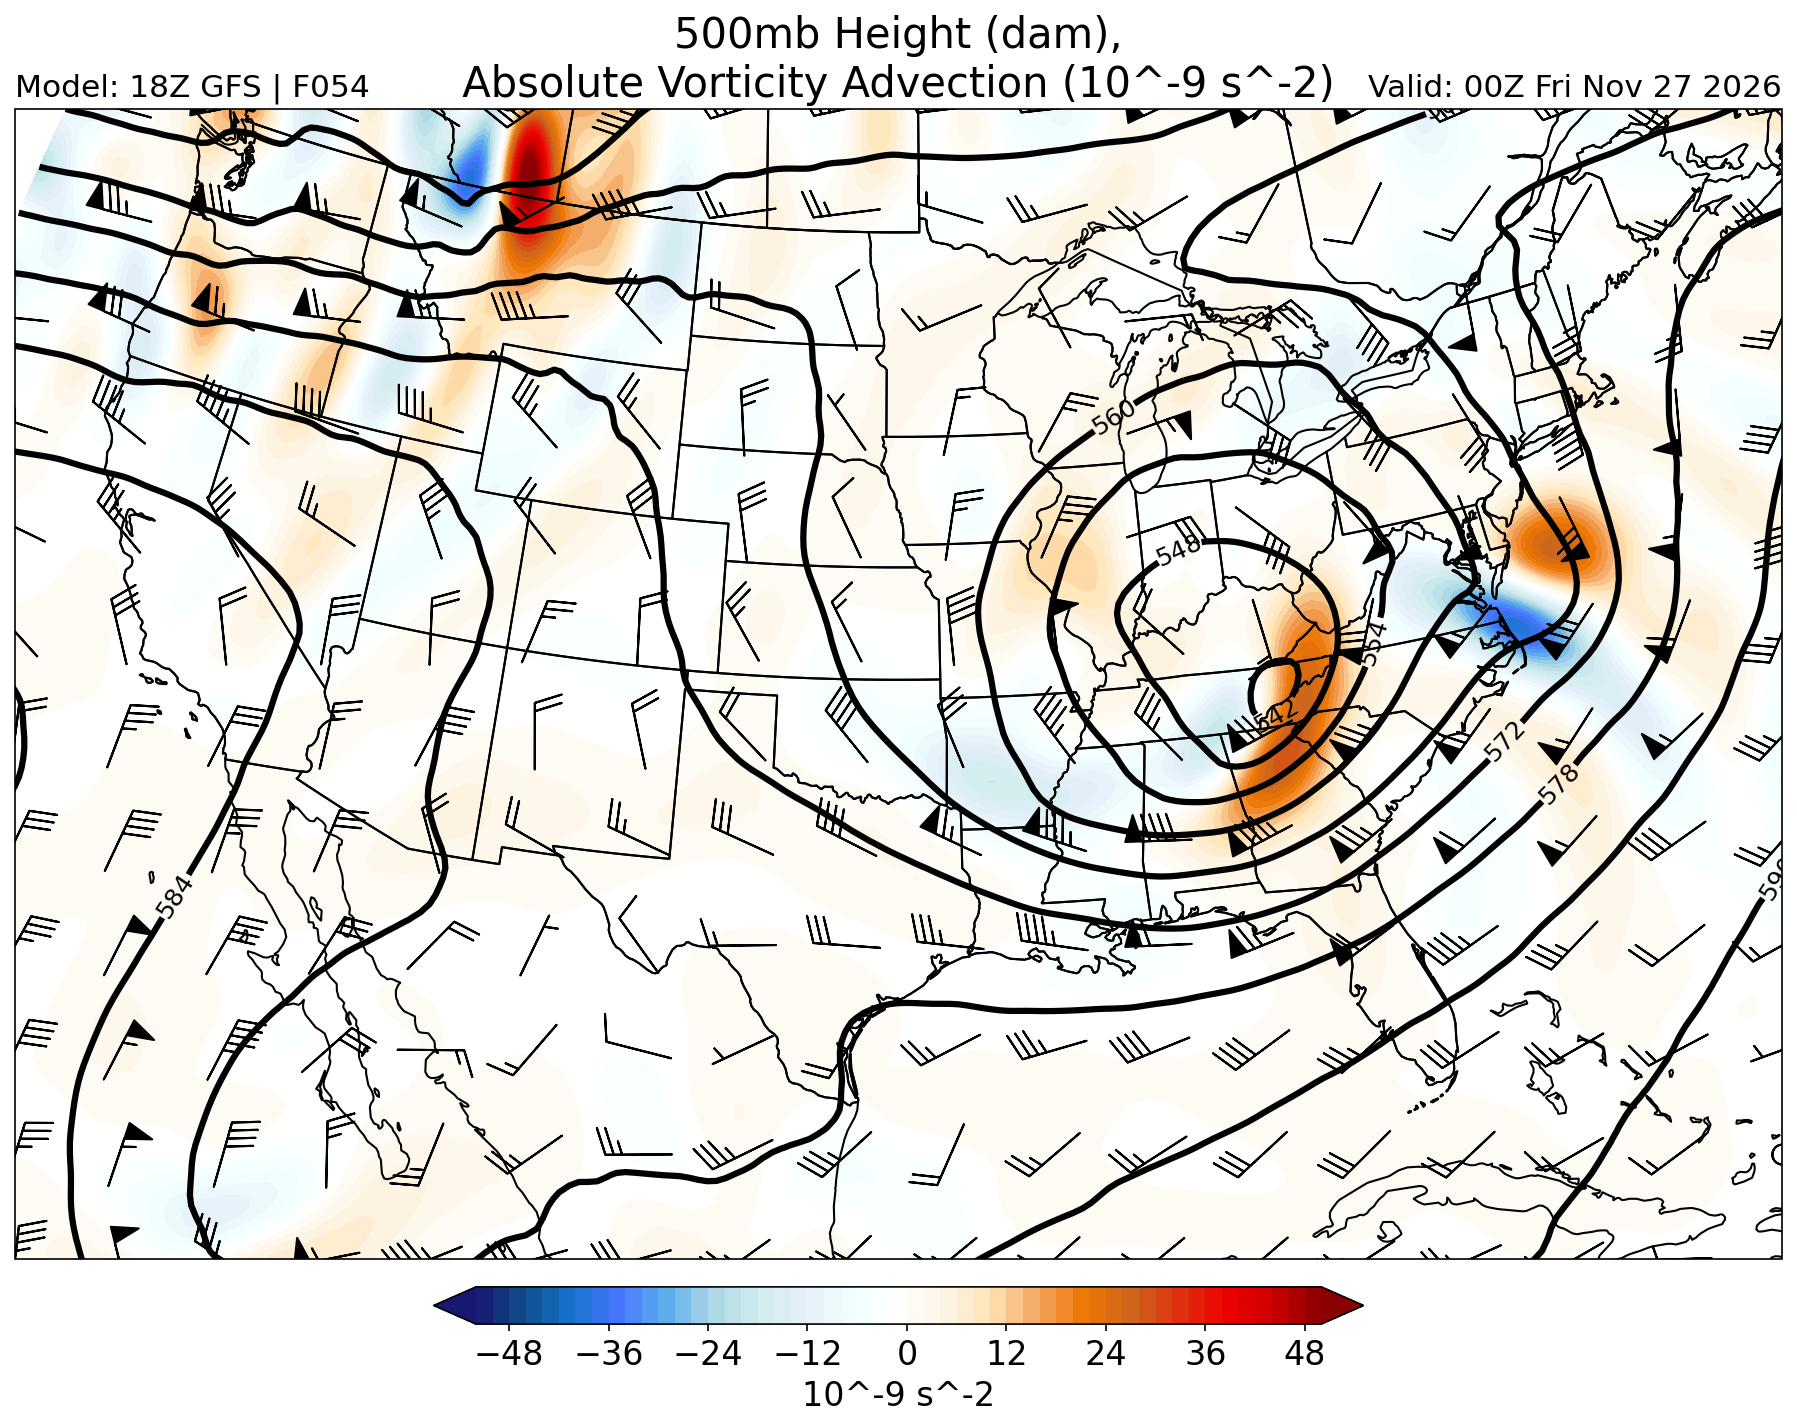 500mb Height (dam),
Model: 18Z GFS | F054
Absolute Vorticity Advection (10^-9 s^-2)
Valid: 00Z Fri Nov 27 2026
560
548
554
542
572
578
584
−48 −36 −24 −12 0 12 24 36 48
10^-9 s^-2